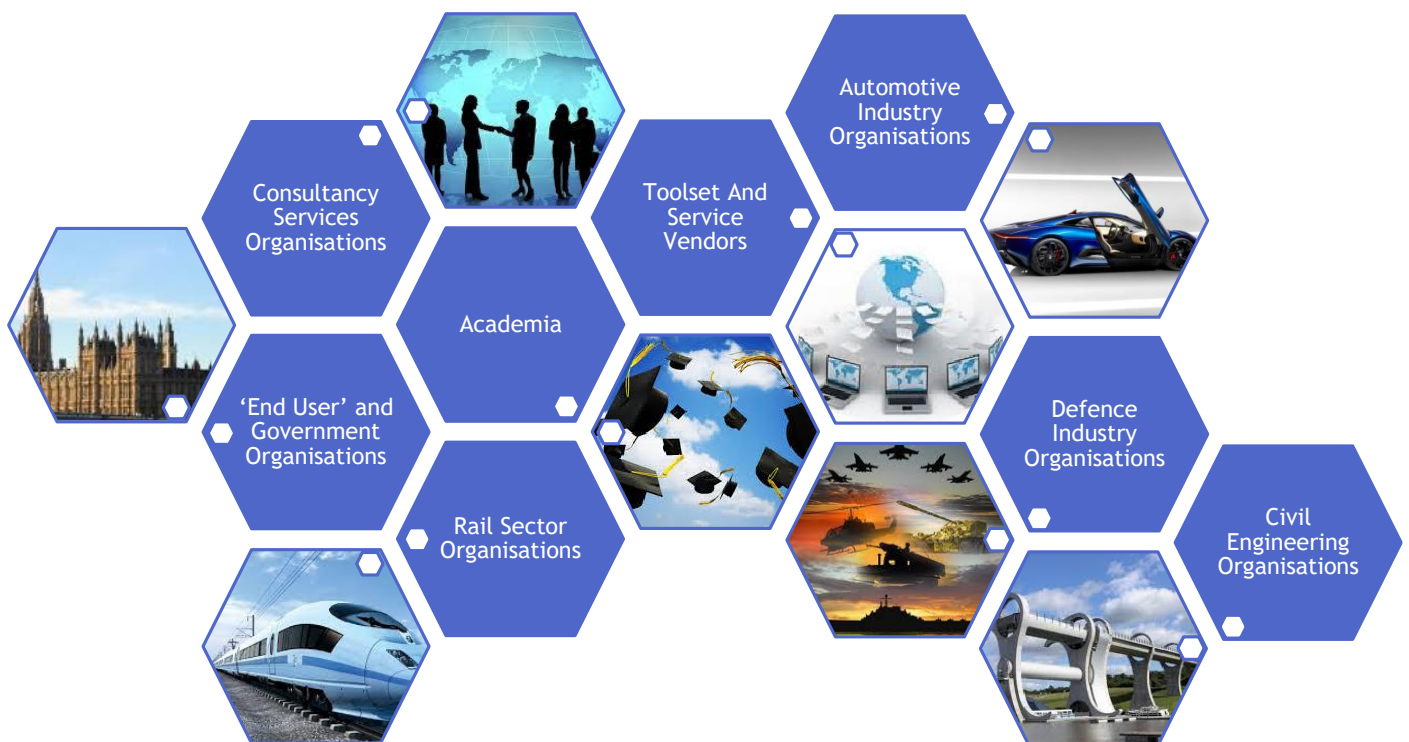 Automotive
Industry
Organisations
Consultancy
Services
Organisations
Toolset And
Service
Vendors
Academia
‘End User’ and
Government
Organisations
Defence
Industry
Organisations
Rail Sector
Organisations
Civil
Engineering
Organisations